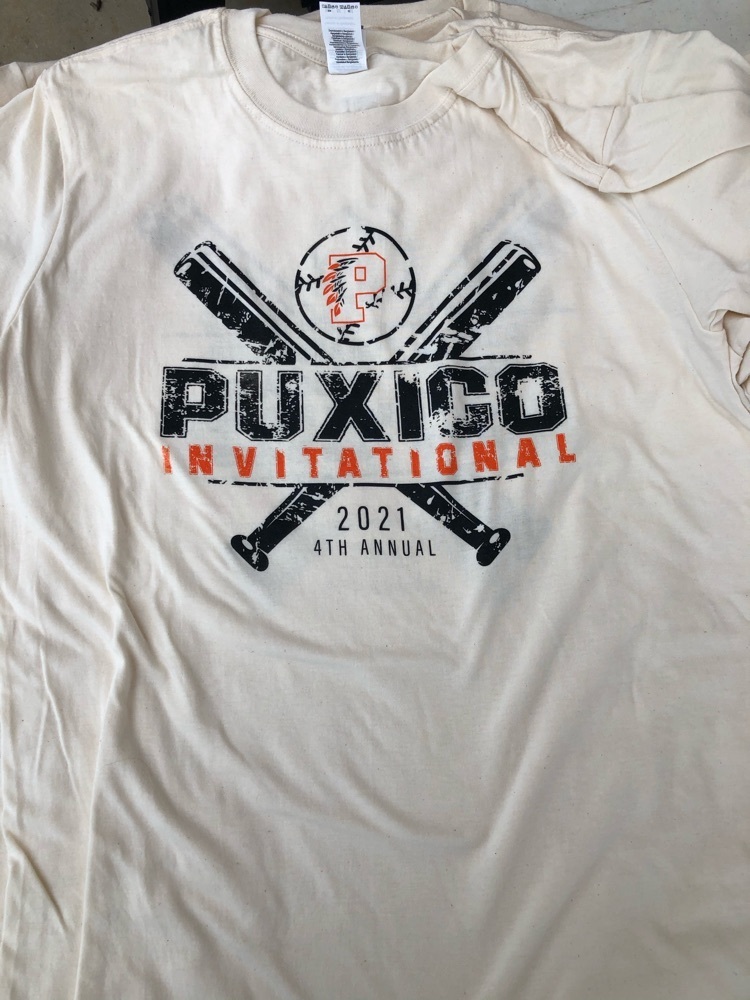 P
PUXICO
INVITATIONAL
2021
4TH ANNUAL